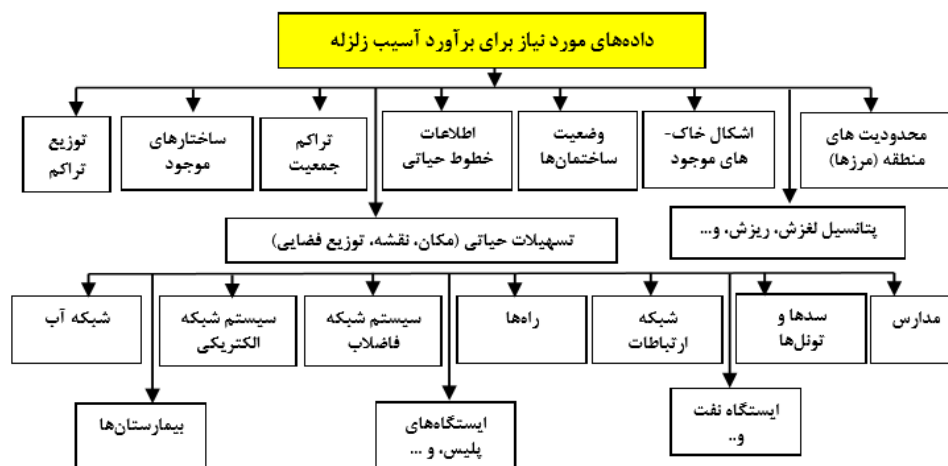 داده‌های مورد نیاز برای برآورد آسیب زلزله
محدودیت های
منطقه (مرزها)
اشکال خاک-
های موجود
وضعیت
ساختمان‌ها
اطلاعات
خطوط حیاتی
تراکم
جمعیت
ساختارهای
موجود
توزیع
تراکم
پتانسیل لغزش، ریزش، و...
تسهیلات حیاتی (مکان، نقشه، توزیع فضایی)
مدارس
سدها و
تونل‌ها
شبکه
ارتباطات
راه‌ها
سیستم شبکه
فاضلاب
سیستم شبکه
الکتریکی
شبکه آب
ایستگاه نفت
و..
ایستگاه‌های
پلیس، و ...
بیمارستان‌ها